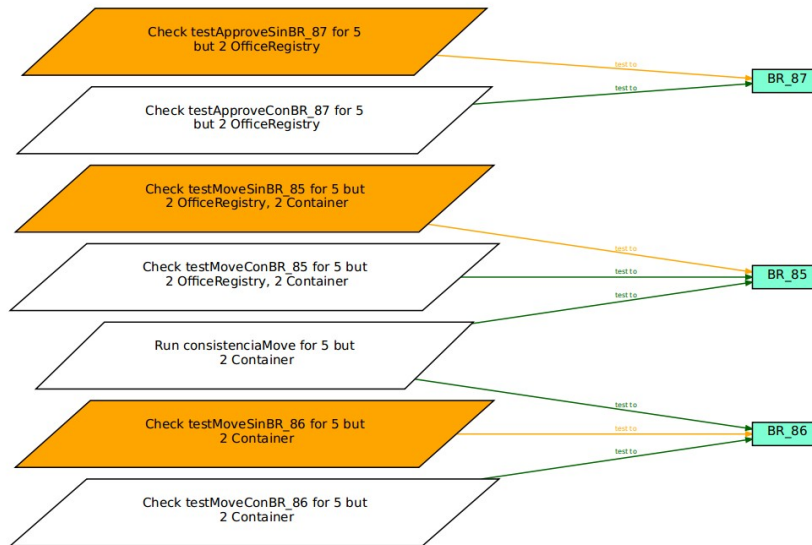 Check testApproveSinBR_87 for 5
but 2 OfficeRegistry
test to
BR_87
Check testApproveConBR_87 for 5
but 2 OfficeRegistry
test to
Check testMoveSinBR_85 for 5 but
2 OfficeRegistry, 2 Container
test to
BR_85
Check testMoveConBR_85 for 5 but
2 OfficeRegistry, 2 Container
test to
Run consistenciaMove for 5 but
2 Container
test to
test to
Check testMoveSinBR_86 for 5 but
2 Container
test to
BR_86
Check testMoveConBR_86 for 5 but
2 Container
test to